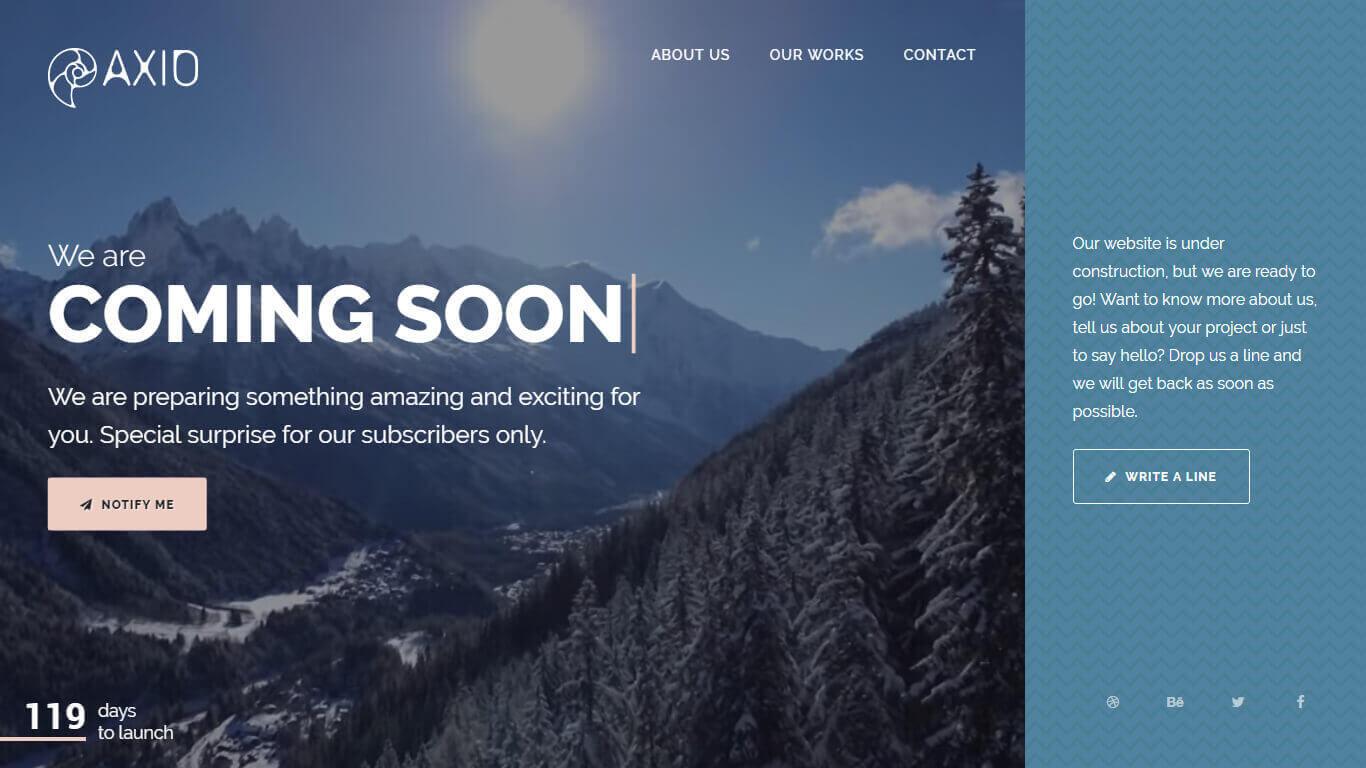 AXIO
ABOUT US OUR WORKS CONTACT
We are
COMING SOON
We are preparing something amazing and exciting for
you. Special surprise for our subscribers only.
NOTIFY ME
119 days
to launch
Our website is under
construction, but we are ready to
go! Want to know more about us,
tell us about your project or just
to say hello? Drop us a line and
we will get back as soon as
possible.
WRITE A LINE
Bē